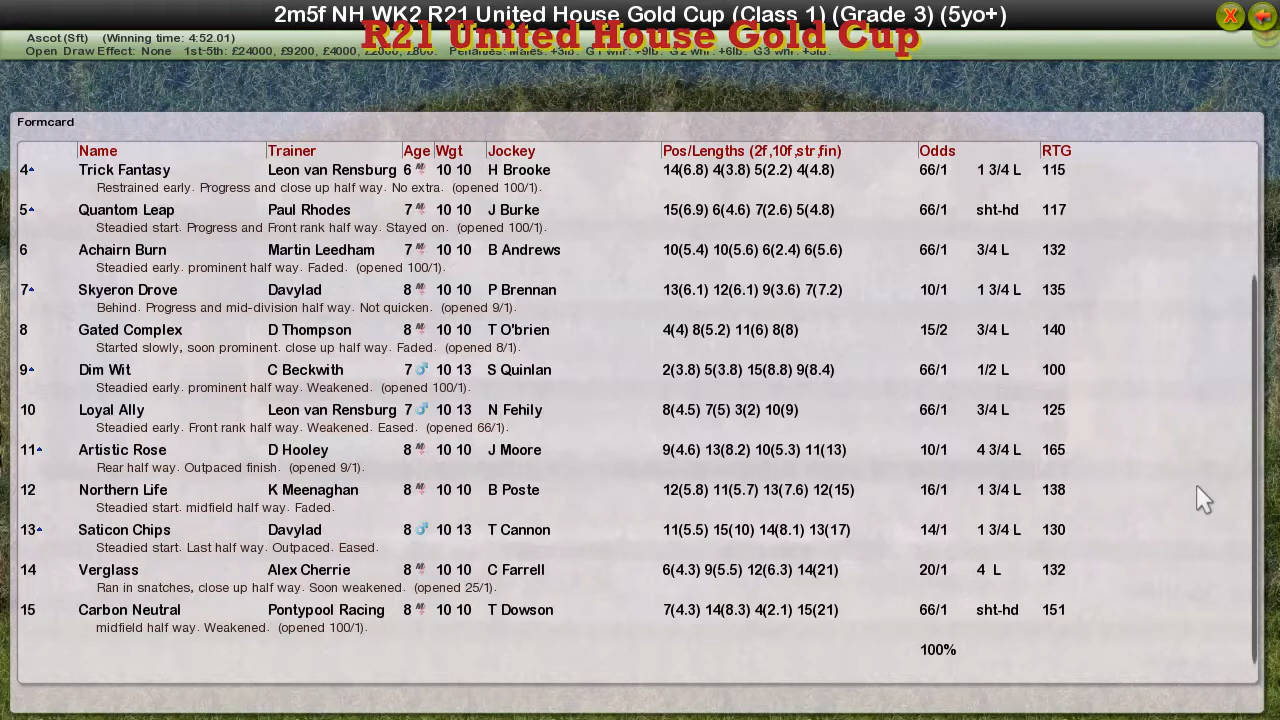 2m5f NH WK2 R21 United House Gold Cup (Class 1) (Grade 3) (5yo+)
R21 United House Gold Cup
Ascot(Sft) (Winning time: 4:52.01)
Open Draw Effect: None 1st-5th: £24000, £9200, £4000, £2000, £800. Penalties: Males: +3lb. G1 wnr: +9lb. G2 wnr: +6lb. G3 wnr: +3lb.
Formcard
Name Trainer Age Wgt Jockey Pos/Lengths (2f,10f,str,fin) Odds RTG
4 Trick Fantasy Leon van Rensburg 6 10 10 H Brooke 14(6.8) 4(3.8) 5(2.2) 4(4.8) 66/1 1 3/4 L 115
Restrained early. Progress and close up half way. No extra. (opened 100/1).
5 Quantom Leap Paul Rhodes 7 10 10 J Burke 15(6.9) 6(4.6) 7(2.6) 5(4.8) 66/1 sht-hd 117
Steadied start. Progress and Front rank half way. Stayed on. (opened 100/1).
6 Achairn Burn Martin Leedham 7 10 10 B Andrews 10(5.4) 10(5.6) 6(2.4) 6(5.6) 66/1 3/4 L 132
Steadied early. prominent half way. Faded. (opened 100/1).
7 Skyeron Drove Davylad 8 10 10 P Brennan 13(6.1) 12(6.1) 9(3.6) 7(7.2) 10/1 1 3/4 L 135
Behind. Progress and mid-division half way. Not quicken. (opened 9/1).
8 Gated Complex D Thompson 8 10 10 T O'brien 4(4) 8(5.2) 11(6) 8(8) 15/2 3/4 L 140
Started slowly, soon prominent. close up half way. Faded. (opened 8/1).
9 Dim Wit C Beckwith 7 10 13 S Quinlan 2(3.8) 5(3.8) 15(8.8) 9(8.4) 66/1 1/2 L 100
Steadied early. prominent half way. Weakened. (opened 100/1).
10 Loyal Ally Leon van Rensburg 7 10 13 N Fehily 8(4.5) 7(5) 3(2) 10(9) 66/1 3/4 L 125
Steadied early. Front rank half way. Weakened. Eased. (opened 66/1).
11 Artistic Rose D Hooley 8 10 10 J Moore 9(4.6) 13(8.2) 10(5.3) 11(13) 10/1 4 3/4 L 165
Rear half way. Outpaced finish. (opened 9/1).
12 Northern Life K Meenaghan 8 10 10 B Poste 12(5.8) 11(5.7) 13(7.6) 12(15) 16/1 1 3/4 L 138
Steadied start. midfield half way. Faded.
13 Saticon Chips Davylad 8 10 13 T Cannon 11(5.5) 15(10) 14(8.1) 13(17) 14/1 1 3/4 L 130
Steadied start. Last half way. Outpaced. Eased.
14 Verglass Alex Cherrie 8 10 10 C Farrell 6(4.3) 9(5.5) 12(6.3) 14(21) 20/1 4 L 132
Ran in snatches, close up half way. Soon weakened. (opened 25/1).
15 Carbon Neutral Pontypool Racing 8 10 10 T Dowson 7(4.3) 14(8.3) 4(2.1) 15(21) 66/1 sht-hd 151
midfield half way. Weakened. (opened 100/1).
100%